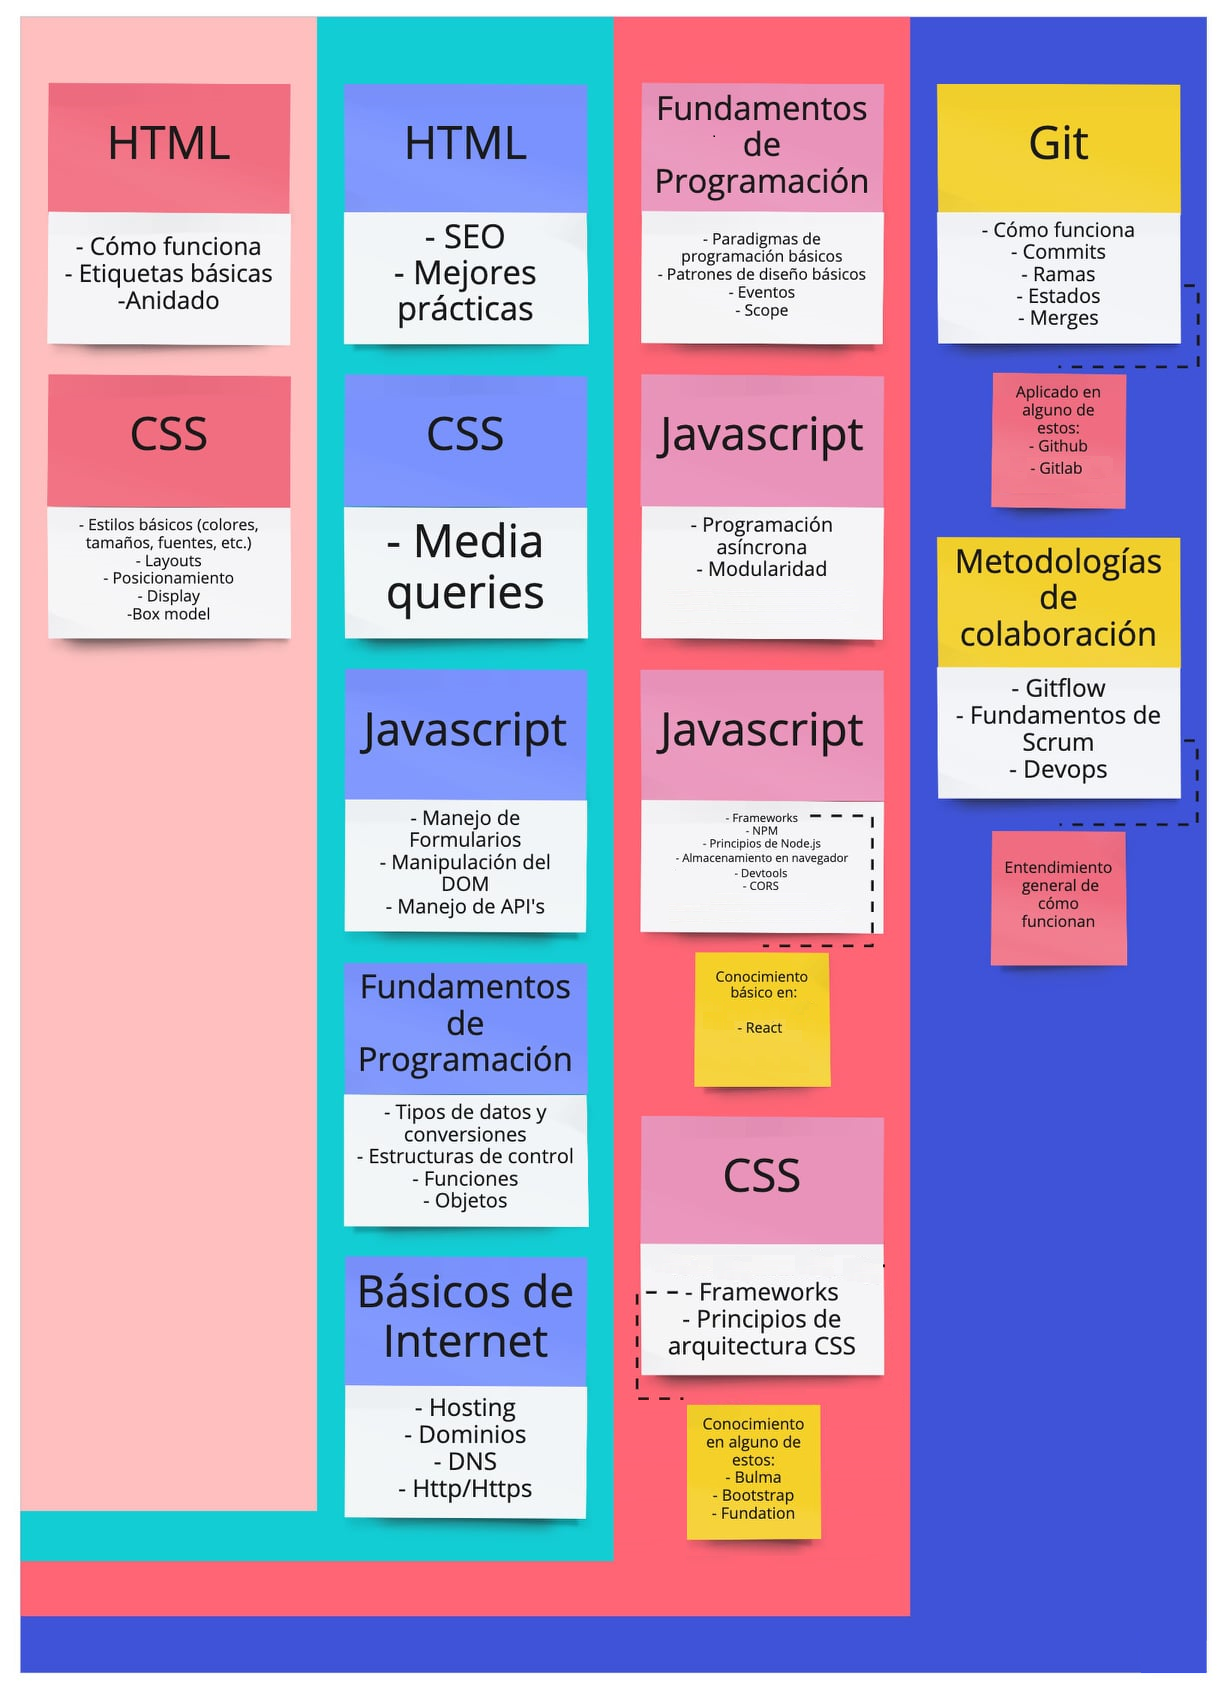 HTML
- Cómo funciona
- Etiquetas básicas
-Anidado
CSS
- Estilos básicos (colores,
tamaños, fuentes, etc.)
- Layouts
- Posicionamiento
- Display
-Box model
HTML
- SEO
- Mejores
prácticas
CSS
- Media
queries
Javascript
- Manejo de
Formularios
- Manipulación del
DOM
- Manejo de API's
Fundamentos
de
Programación
- Tipos de datos y
conversiones
- Estructuras de control
- Funciones
- Objetos
Básicos de
Internet
- Hosting
- Dominios
- DNS
- Http/Https
Fundamentos
de
Programación
- Paradigmas de
programación básicos
- Patrones de diseño básicos
- Eventos
- Scope
Javascript
- Programación
asíncrona
- Modularidad
Javascript
- Frameworks
- NPM
- Principios de Node.js
- Almacenamiento en navegador
- Devtools
- CORS
Conocimiento
básico en:
- React
CSS
- Frameworks
- Principios de
arquitectura CSS
Conocimiento
en alguno de
estos:
- Bulma
- Bootstrap
- Fundation
Git
- Cómo funciona
- Commits
- Ramas
- Estados
- Merges
Aplicado en
alguno de
estos:
- Github
- Gitlab
Metodologías
de
colaboración
- Gitflow
- Fundamentos de
Scrum
- Devops
Entendimiento
general de
cómo
funcionan